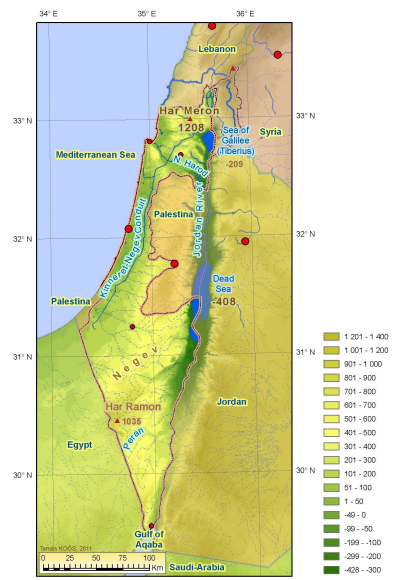 34° E
35° E
36° E
Lebanon
33° N
Har Meron
1208
33° N
Sea of
Galilee
(Tiberius)
-209
Syria
Mediterranean Sea
N. Harod
Jordan River
Palestina
Kinneret-Negev Conduit
32° N
32° N
Dead
Sea
-408
Palestina
31° N
31° N
Negev
Har Ramon
1035
Jordan
Paran
Egypt
30° N
30° N
Gulf of
Aqaba
Saudi-Arabia
Tamás KOÓS, 2011
0 25 50 75 100
Km
1 201 - 1 400
1 001 - 1 200
901 - 1 000
801 - 900
701 - 800
601 - 700
501 - 600
401 - 500
301 - 400
201 - 300
101 - 200
51 - 100
1 - 50
-49 - 0
-99 - -50
-199 - -100
-299 - -200
-428 - -300